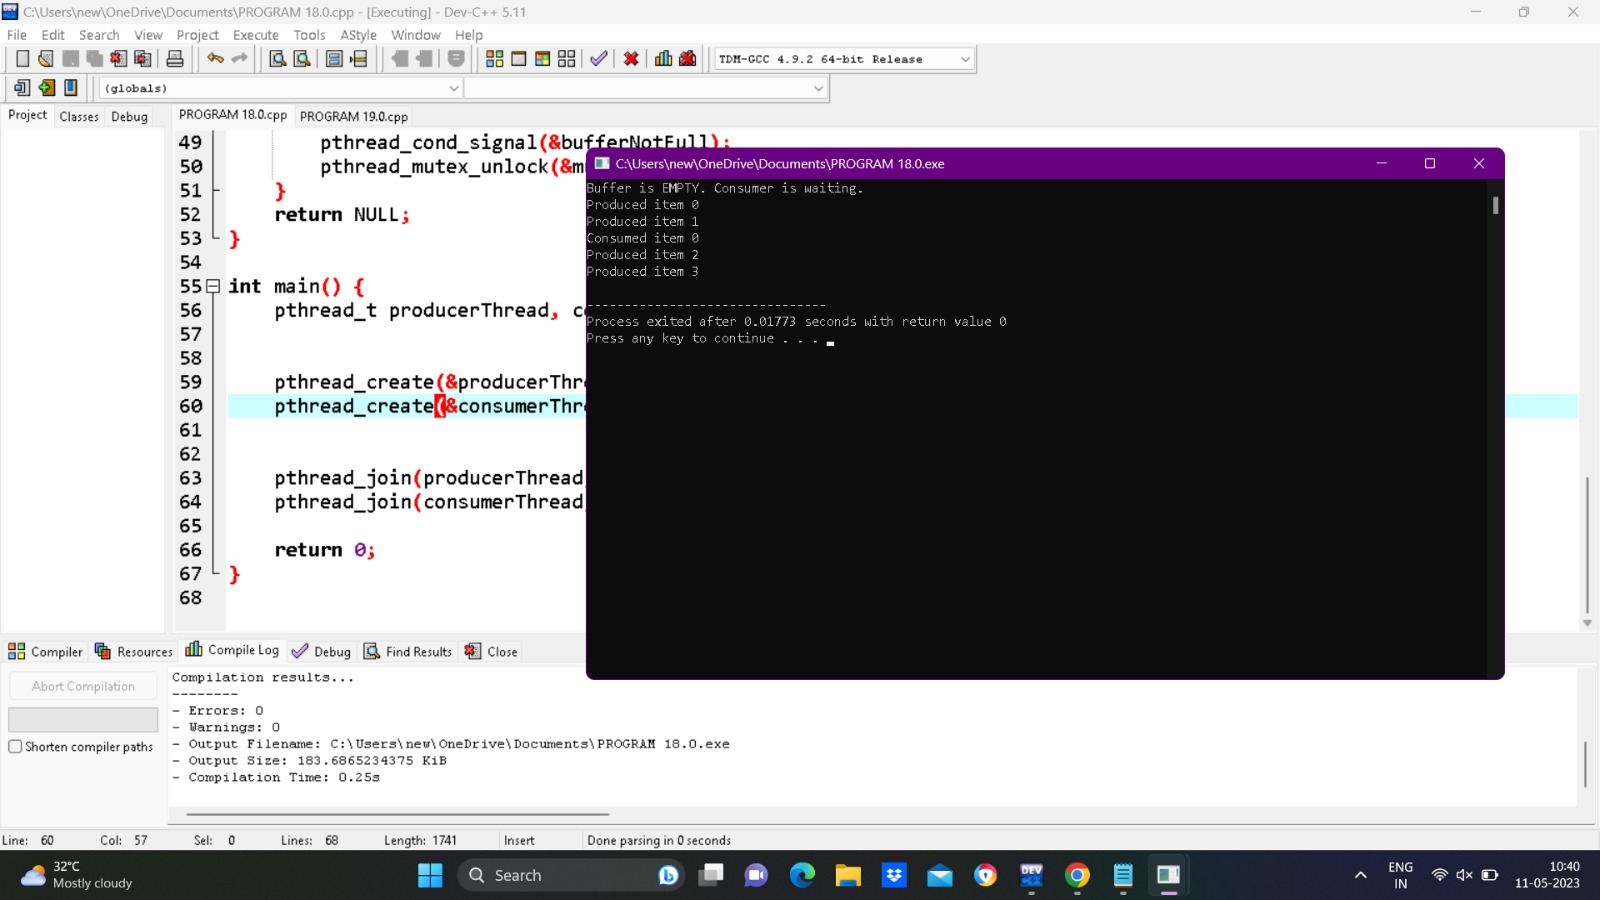 C:\Users\new\OneDrive\Documents\PROGRAM 18.0.cpp - [Executing] - Dev-C++ 5.11
File Edit Search View Project Execute Tools AStyle Window Help
TDM-GCC 4.9.2 64-bit Release
(globals)
Project Classes Debug
PROGRAM 18.0.cpp PROGRAM 19.0.cpp
49 pthread_cond_signal(&bufferNotFull);
50 pthread_mutex_unlock(&m
51 }
52 return NULL;
53 }
54
55 int main() {
56 pthread_t producerThread, c
57
58
59 pthread_create(&producerThr
60 pthread_create(&consumerThr
61
62
63 pthread_join(producerThread
64 pthread_join(consumerThread
65
66 return 0;
67 }
68
C:\Users\new\OneDrive\Documents\PROGRAM 18.0.exe
Buffer is EMPTY. Consumer is waiting.
Produced item 0
Produced item 1
Consumed item 0
Produced item 2
Produced item 3
--------------------------------
Process exited after 0.01773 seconds with return value 0
Press any key to continue . . .
Compiler Resources Compile Log Debug Find Results Close
Abort Compilation
Shorten compiler paths
Compilation results...
--------
- Errors: 0
- Warnings: 0
- Output Filename: C:\Users\new\OneDrive\Documents\PROGRAM 18.0.exe
- Output Size: 183.6865234375 KiB
- Compilation Time: 0.25s
Line: 60 Col: 57 Sel: 0 Lines: 68 Length: 1741 Insert Done parsing in 0 seconds
32°C
Mostly cloudy
Search
DEV
ENG
IN
10:40
11-05-2023